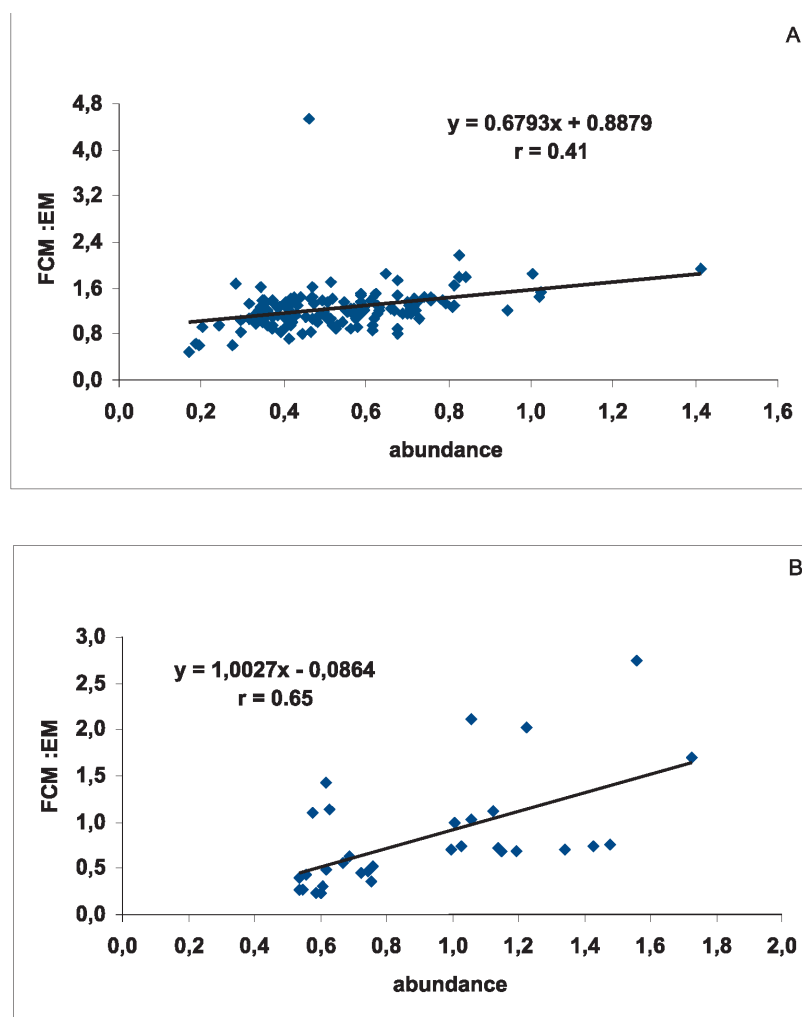 A
y = 0.6793x + 0.8879
r = 0.41
FCM :EM
4,8
4,0
3,2
2,4
1,6
0,8
0,0
0,0 0,2 0,4 0,6 0,8 1,0 1,2 1,4 1,6
abundance
B
y = 1,0027x - 0,0864
r = 0.65
FCM :EM
3,0
2,5
2,0
1,5
1,0
0,5
0,0
0,0 0,2 0,4 0,6 0,8 1,0 1,2 1,4 1,6 1,8 2,0
abundance